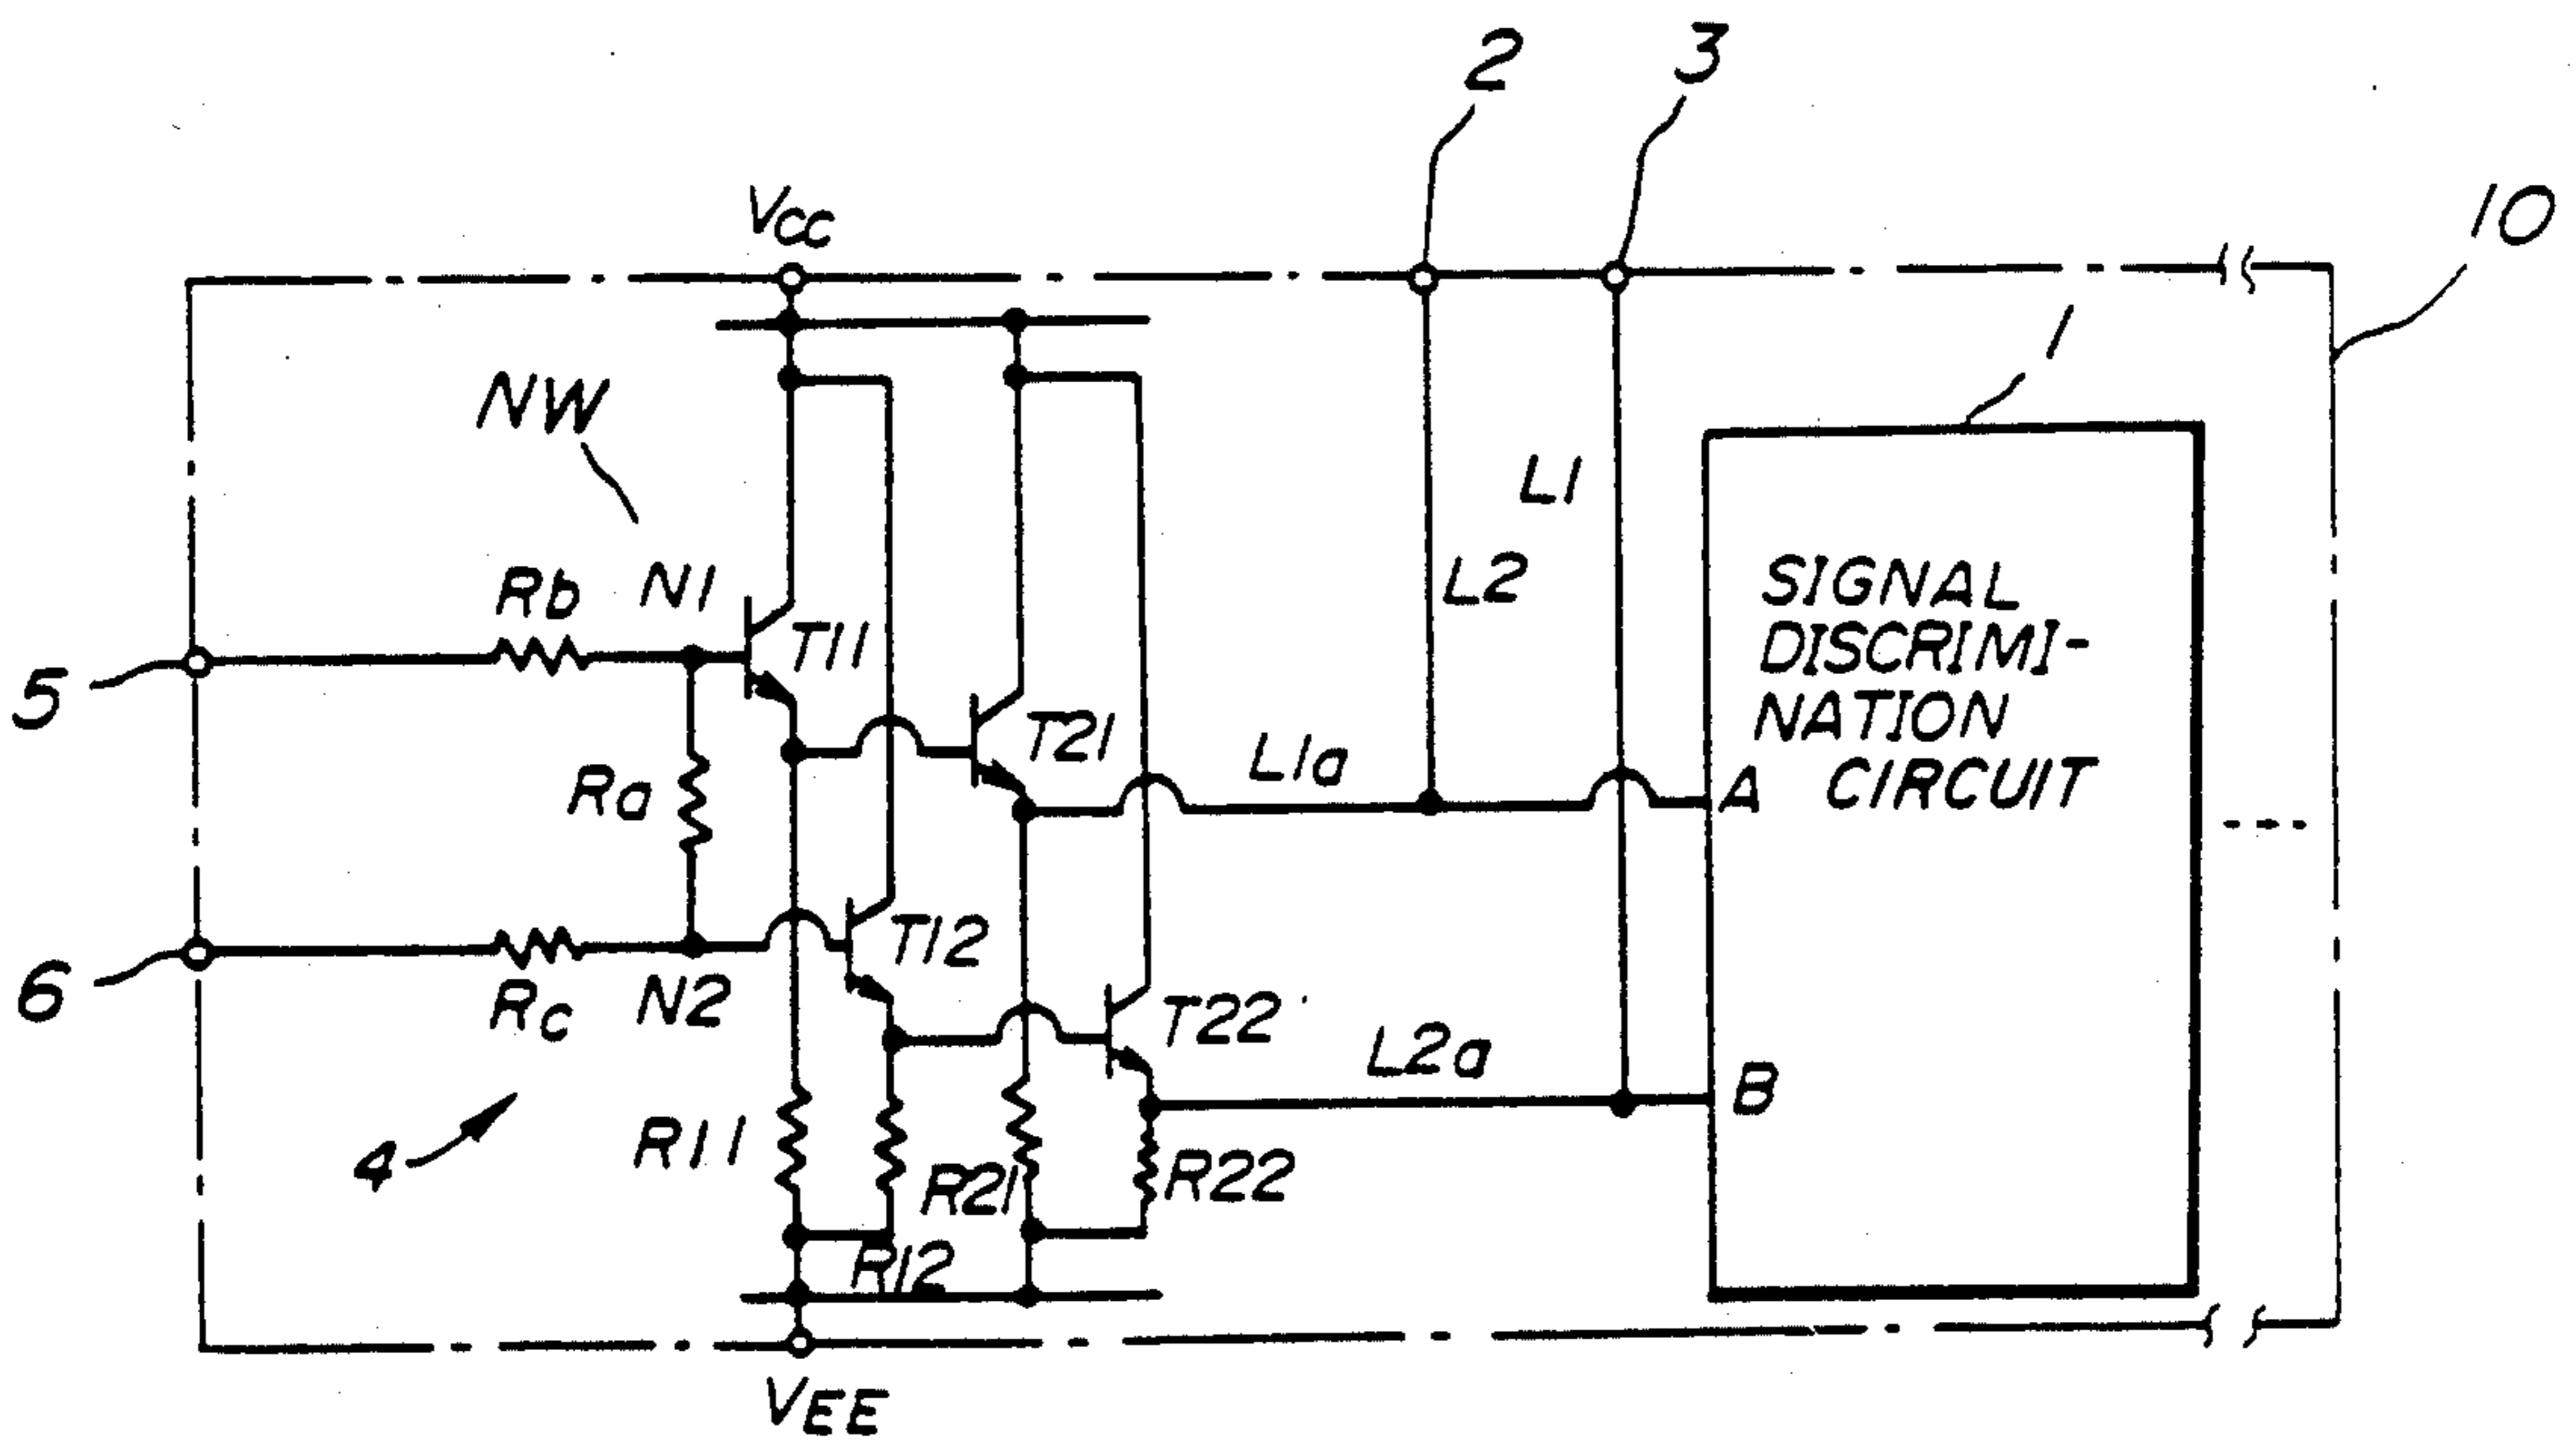 2
3
VCC
10
1
NW
L1
L2
Rb
N1
T11
SIGNAL
DISCRIMI-
NATION
CIRCUIT
5
T21
L1a
A
Ra
T12
6
Rc
N2
T22
L2a
B
4
R11
R21
R22
R12
VEE